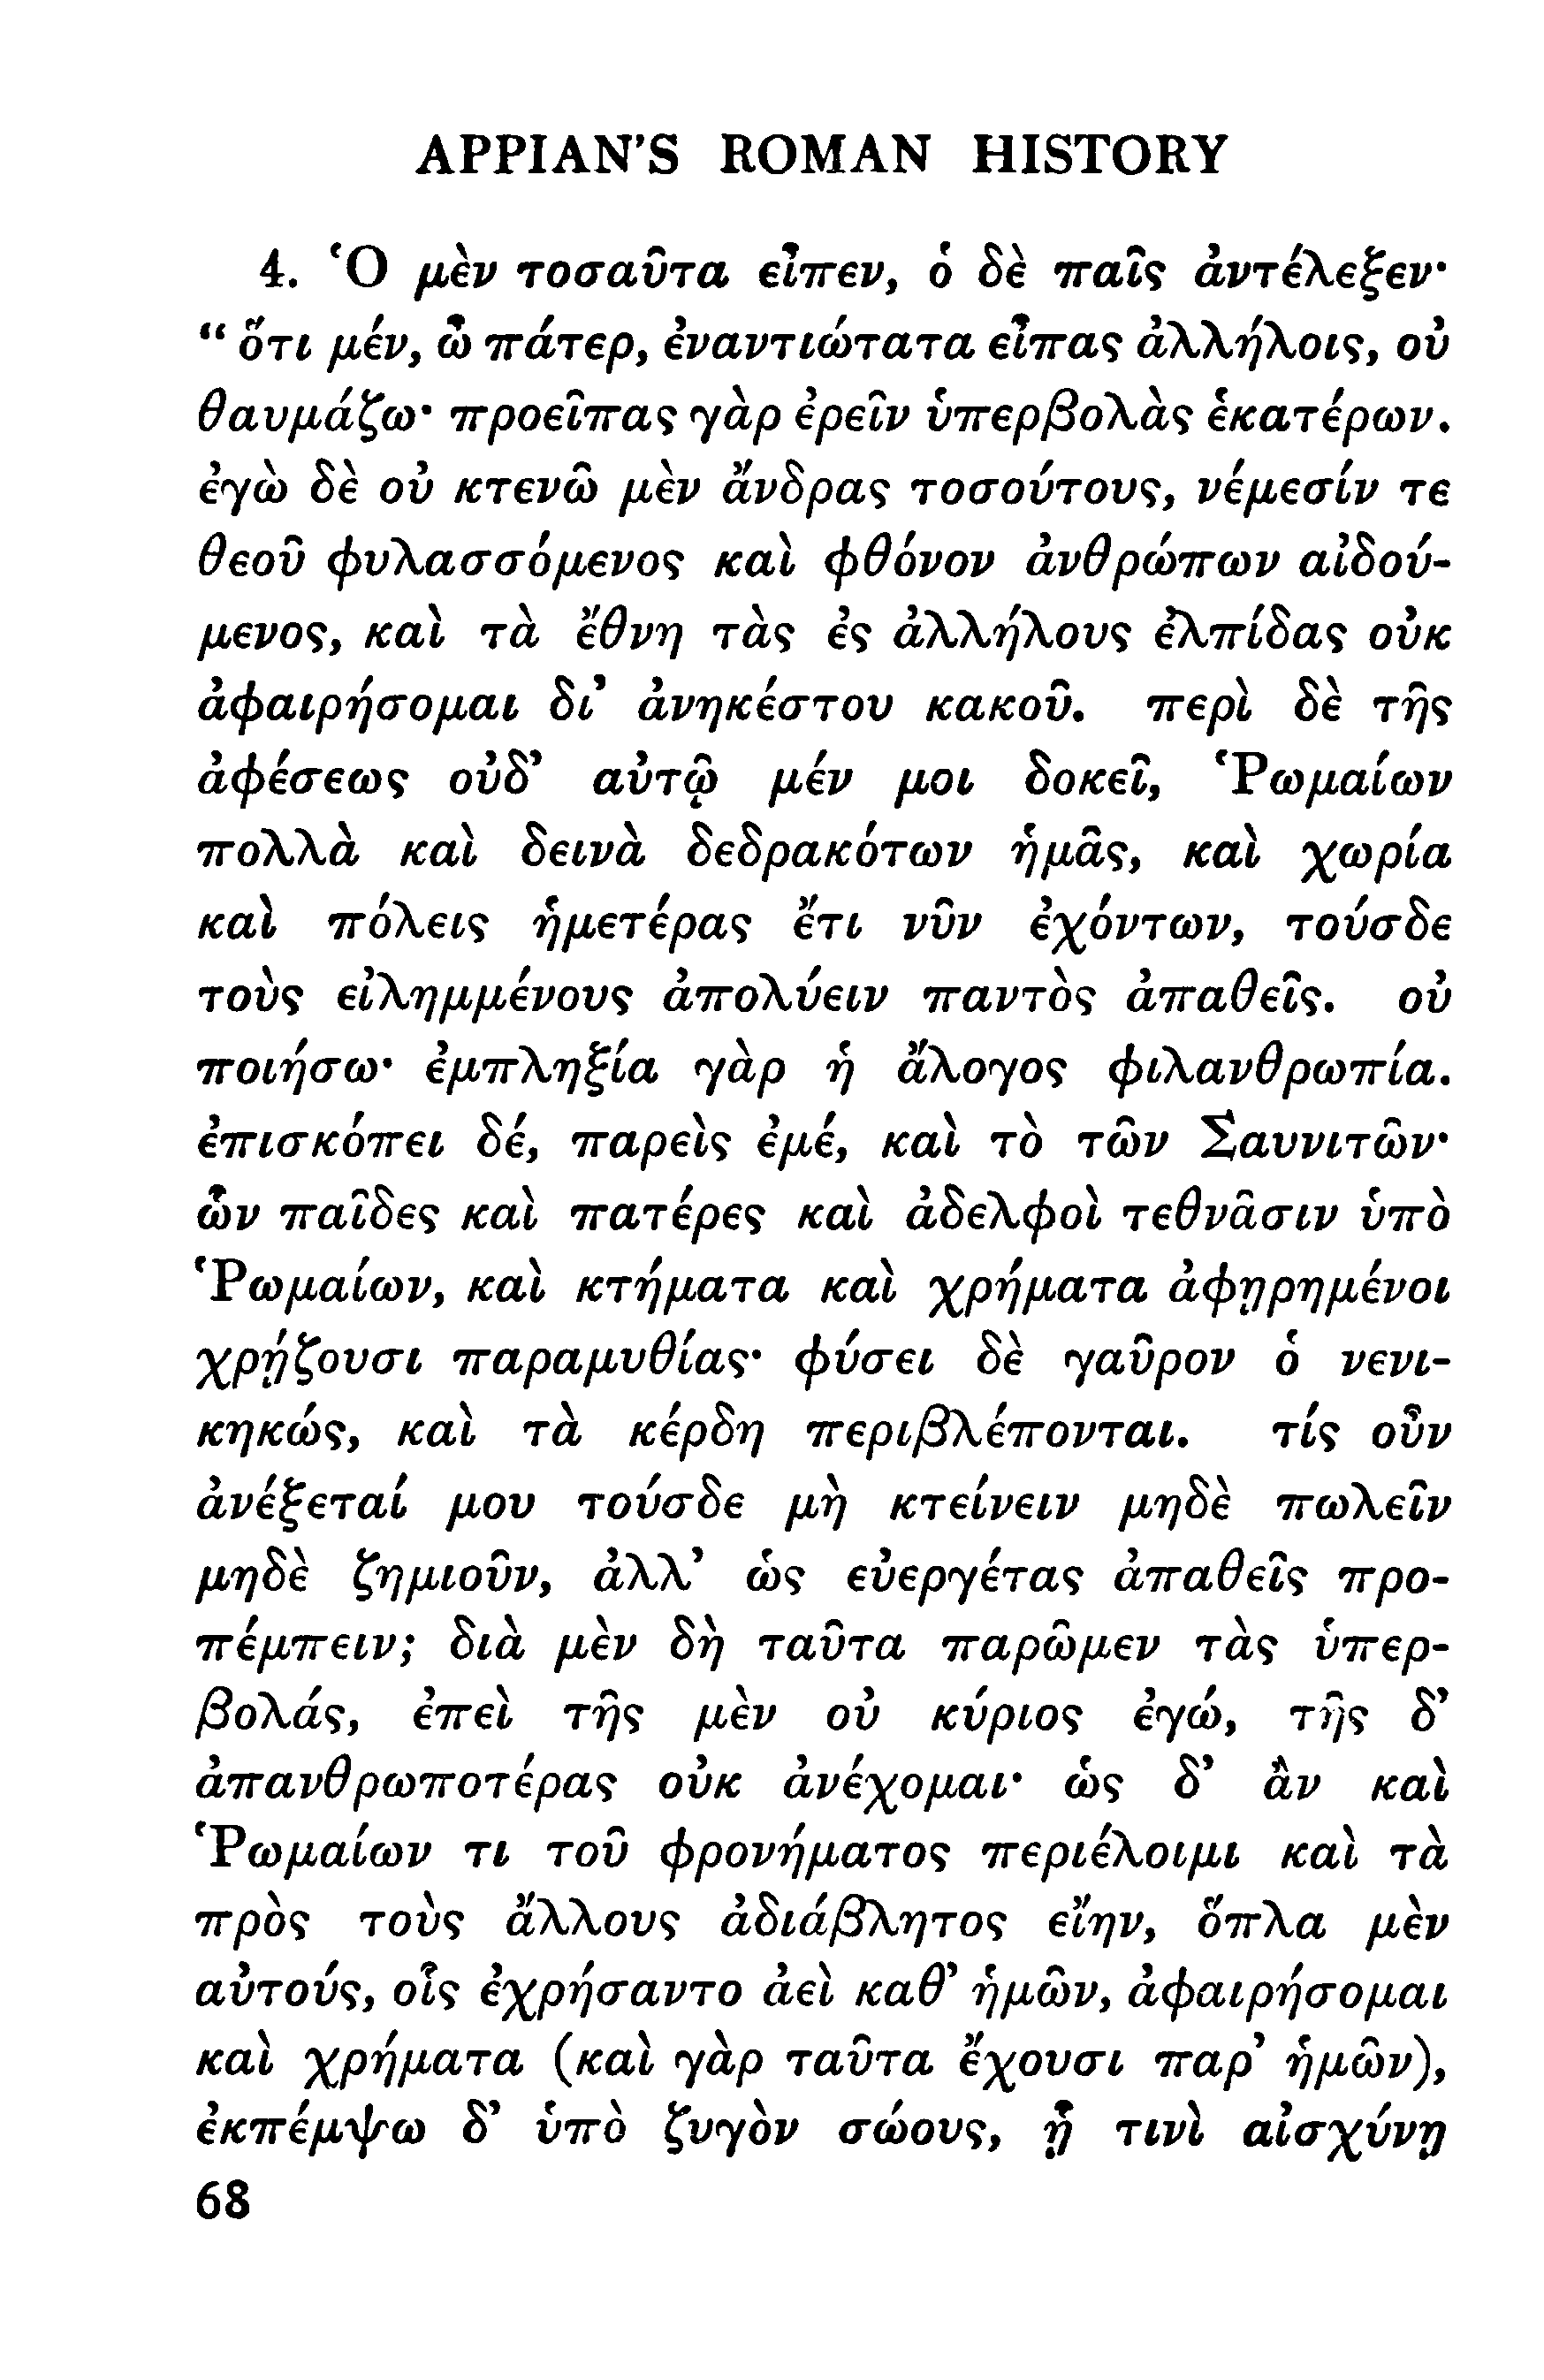 APPIAN'S ROMAN HISTORY
4. Ὁ μὲν τοσαῦτα εἶπεν, ὁ δὲ παῖς ἀντέλεξεν·
“ ὅτι μέν, ὦ πάτερ, ἐναντιώτατα εἶπας ἀλλήλοις, οὐ
θαυμάζω· προεῖπας γὰρ ἐρεῖν ὑπερβολὰς ἑκατέρων.
ἐγὼ δὲ οὐ κτενῶ μὲν ἄνδρας τοσούτους, νέμεσίν τε
θεοῦ φυλασσόμενος καὶ φθόνον ἀνθρώπων αἰδού-
μενος, καὶ τὰ ἔθνη τὰς ἐς ἀλλήλους ἐλπίδας οὐκ
ἀφαιρήσομαι δι’ ἀνηκέστου κακοῦ. περὶ δὲ τῆς
ἀφέσεως οὐδ’ αὐτῷ μέν μοι δοκεῖ, Ῥωμαίων
πολλὰ καὶ δεινὰ δεδρακότων ἡμᾶς, καὶ χωρία
καὶ πόλεις ἡμετέρας ἔτι νῦν ἐχόντων, τούσδε
τοὺς εἰλημμένους ἀπολύειν παντὸς ἀπαθεῖς. οὐ
ποιήσω· ἐμπληξία γὰρ ἡ ἄλογος φιλανθρωπία.
ἐπισκόπει δέ, παρεὶς ἐμέ, καὶ τὸ τῶν Σαυνιτῶν·
ὧν παῖδες καὶ πατέρες καὶ ἀδελφοὶ τεθνᾶσιν ὑπὸ
Ῥωμαίων, καὶ κτήματα καὶ χρήματα ἀφῃρημένοι
χρῄζουσι παραμυθίας· φύσει δὲ γαῦρον ὁ νενι-
κηκώς, καὶ τὰ κέρδη περιβλέπονται. τίς οὖν
ἀνέξεταί μου τούσδε μὴ κτείνειν μηδὲ πωλεῖν
μηδὲ ζημιοῦν, ἀλλ’ ὡς εὐεργέτας ἀπαθεῖς προ-
πέμπειν; διὰ μὲν δὴ ταῦτα παρῶμεν τὰς ὑπερ-
βολάς, ἐπεὶ τῆς μὲν οὐ κύριος ἐγώ, τῆς δ’
ἀπανθρωποτέρας οὐκ ἀνέχομαι· ὡς δ’ ἂν καὶ
Ῥωμαίων τι τοῦ φρονήματος περιέλοιμι καὶ τὰ
πρὸς τοὺς ἄλλους ἀδιάβλητος εἴην, ὅπλα μὲν
αὐτούς, οἷς ἐχρήσαντο ἀεὶ καθ’ ἡμῶν, ἀφαιρήσομαι
καὶ χρήματα (καὶ γὰρ ταῦτα ἔχουσι παρ’ ἡμῶν),
ἐκπέμψω δ’ ὑπὸ ζυγὸν σώους, ᾗ τινὶ αἰσχύνῃ
68